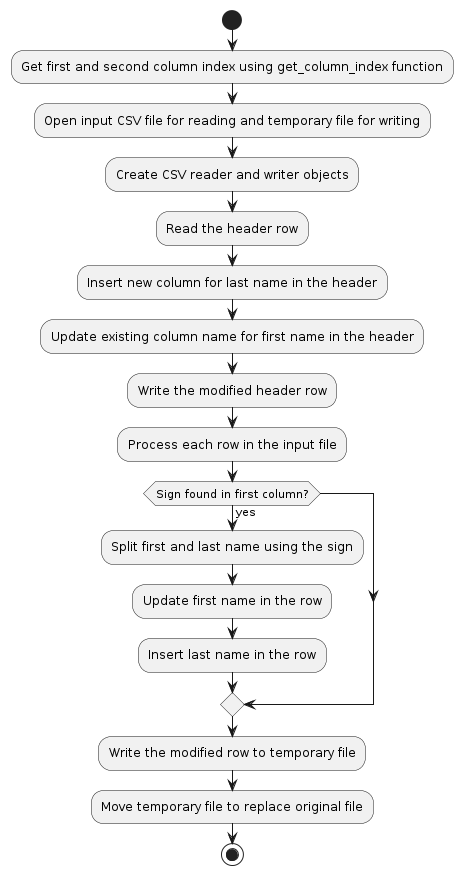 Get first and second column index using get_column_index function
Open input CSV file for reading and temporary file for writing
Create CSV reader and writer objects
Read the header row
Insert new column for last name in the header
Update existing column name for first name in the header
Write the modified header row
Process each row in the input file
Sign found in first column?
yes
Split first and last name using the sign
Update first name in the row
Insert last name in the row
Write the modified row to temporary file
Move temporary file to replace original file